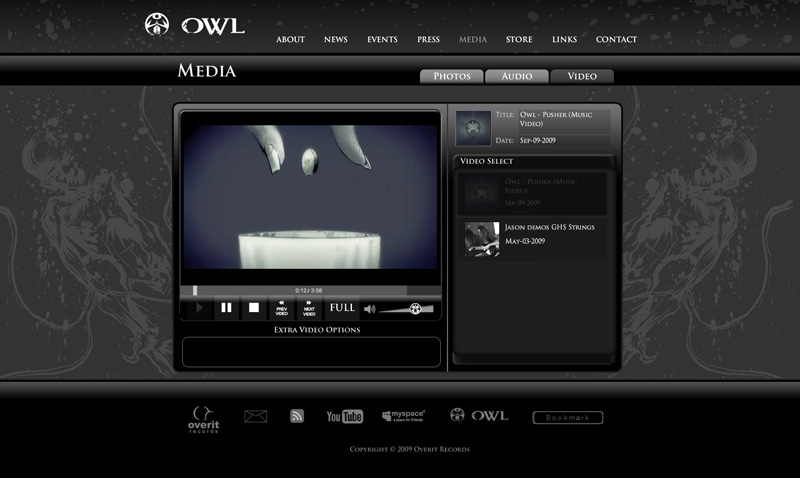 OWL
ABOUT NEWS EVENTS PRESS MEDIA STORE LINKS CONTACT
Media
Photos Audio Video
Title: Owl - Pusher (Music
Video)
Date: Sep-09-2009
Video Select
Owl - Pusher (Music
Video)
Sep-09-2009
Jason demos GHS Strings
May-03-2009
0:12 / 3:58
PREV
VIDEO
NEXT
VIDEO
FULL
Extra Video Options
overit
records
YouTube
myspace
a place for friends
OWL
Bookmark
Copyright © 2009 Overit Records